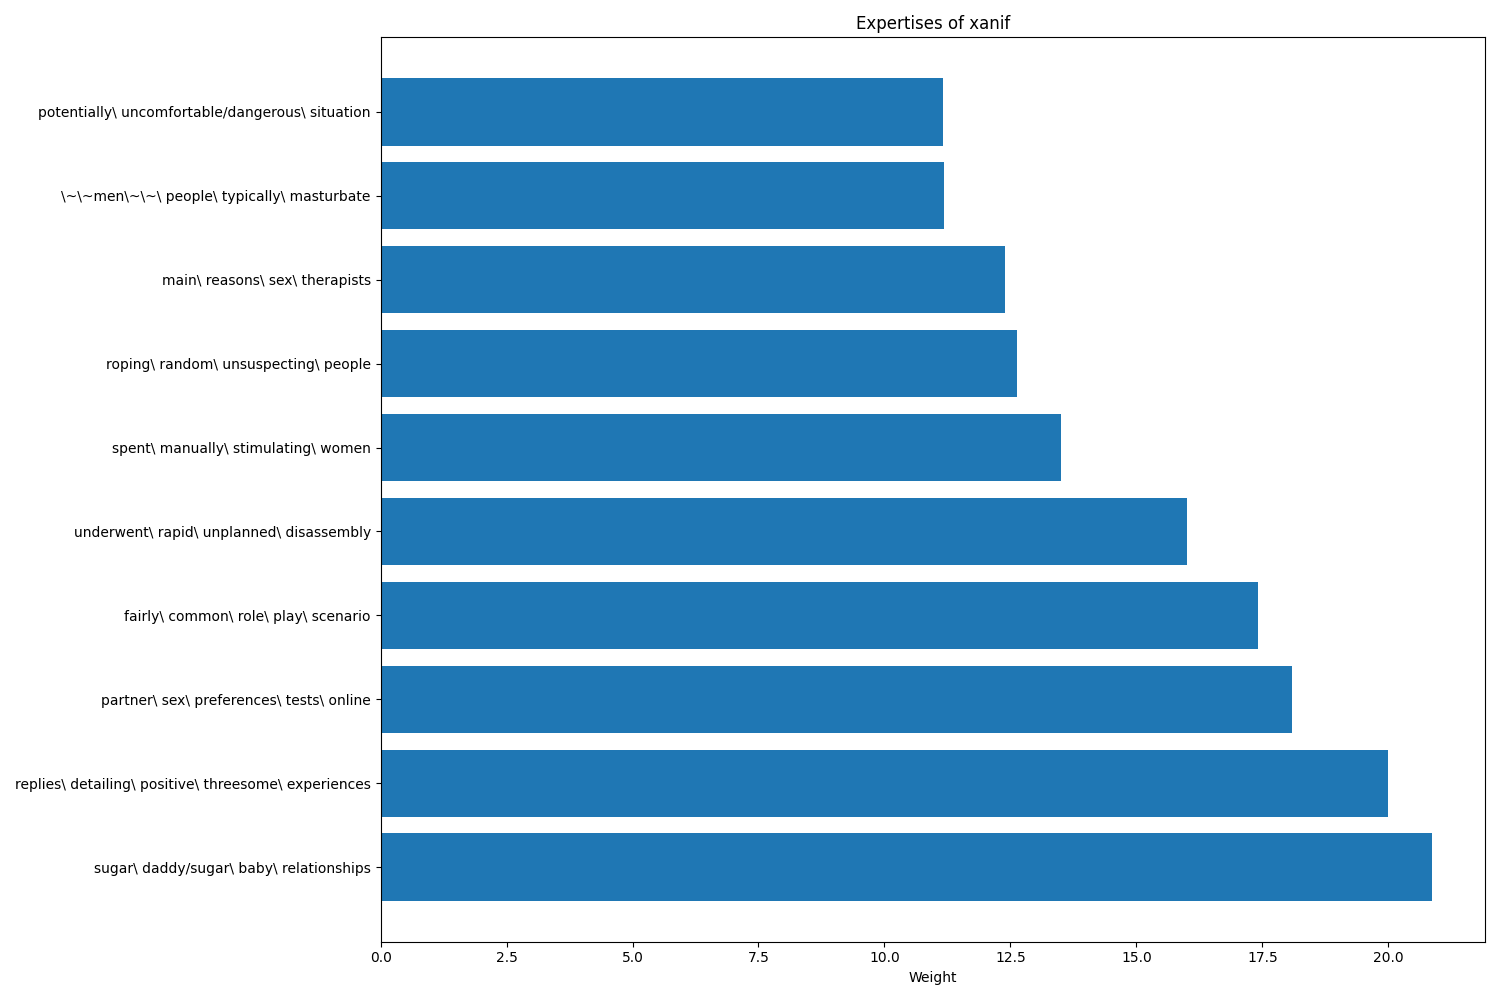 Expertises of xanif
potentially\ uncomfortable/dangerous\ situation
\~\~men\~\~\ people\ typically\ masturbate
main\ reasons\ sex\ therapists
roping\ random\ unsuspecting\ people
spent\ manually\ stimulating\ women
underwent\ rapid\ unplanned\ disassembly
fairly\ common\ role\ play\ scenario
partner\ sex\ preferences\ tests\ online
replies\ detailing\ positive\ threesome\ experiences
sugar\ daddy/sugar\ baby\ relationships
0.0 2.5 5.0 7.5 10.0 12.5 15.0 17.5 20.0
Weight